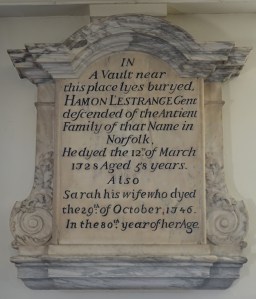 IN
A Vault near
this place lyes buryed.
HAMON LESTRANGE Gent
descended of the Antient
Family of that Name in
Norfolk,
He dyed the 12th of March
1728 Aged 58 years.
Also
Sarah his wife who dyed
the 29th of October, 1746.
In the 80th year of her Age.